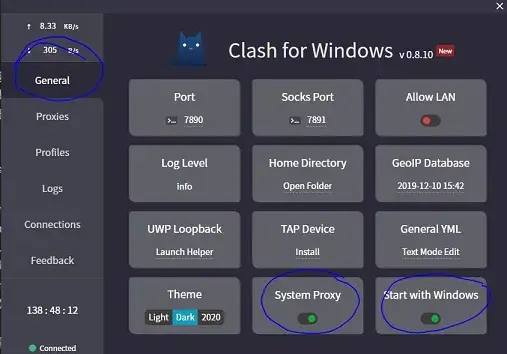 ↑ 8.33 KB/s
↓ 305 B/s
General
Proxies
Profiles
Logs
Connections
Feedback
138 : 48 : 12
Connected
Clash for Windows v 0.8.10 New
Port
7890
Socks Port
7891
Allow LAN
Log Level
info
Home Directory
Open Folder
GeoIP Database
2019-12-10 15:42
UWP Loopback
Launch Helper
TAP Device
Install
General YML
Text Mode Edit
Theme
Light Dark 2020
System Proxy
Start with Windows